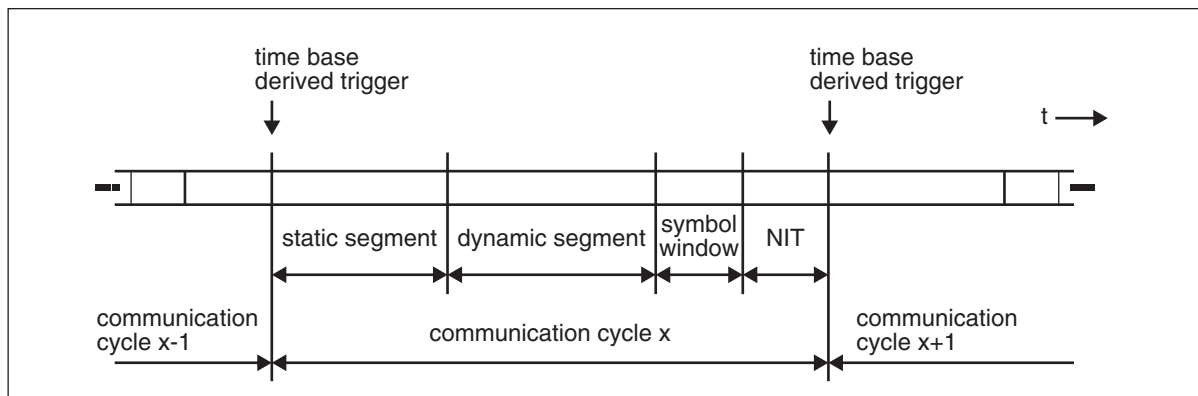 time base
derived trigger
time base
derived trigger
t
static segment
dynamic segment
symbol
window
NIT
communication
cycle x-1
communication cycle x
communication
cycle x+1